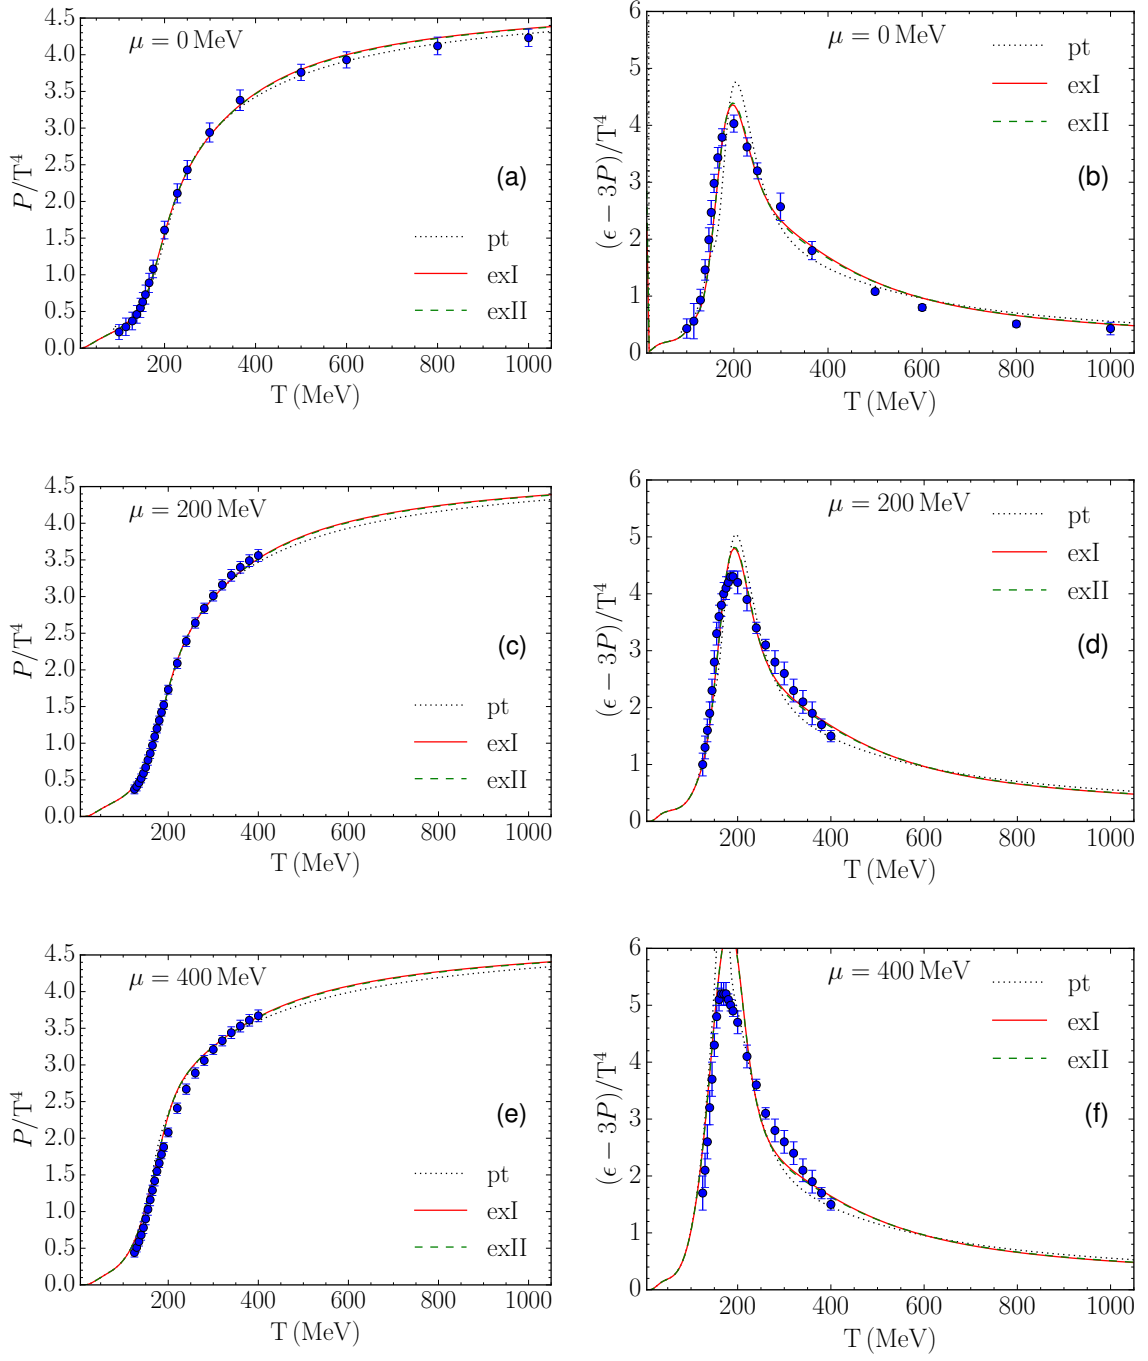 μ = 0 MeV
(a)
pt
exI
exII
P/T⁴
4.5
4.0
3.5
3.0
2.5
2.0
1.5
1.0
0.5
0.0
200
400
600
800
1000
T (MeV)
μ = 0 MeV
pt
exI
exII
(b)
(ϵ − 3P)/T⁴
6
5
4
3
2
1
0
200
400
600
800
1000
T (MeV)
μ = 200 MeV
(c)
pt
exI
exII
P/T⁴
4.5
4.0
3.5
3.0
2.5
2.0
1.5
1.0
0.5
0.0
200
400
600
800
1000
T (MeV)
μ = 200 MeV
pt
exI
exII
(d)
(ϵ − 3P)/T⁴
6
5
4
3
2
1
0
200
400
600
800
1000
T (MeV)
μ = 400 MeV
(e)
pt
exI
exII
P/T⁴
4.5
4.0
3.5
3.0
2.5
2.0
1.5
1.0
0.5
0.0
200
400
600
800
1000
T (MeV)
μ = 400 MeV
pt
exI
exII
(f)
(ϵ − 3P)/T⁴
6
5
4
3
2
1
0
200
400
600
800
1000
T (MeV)